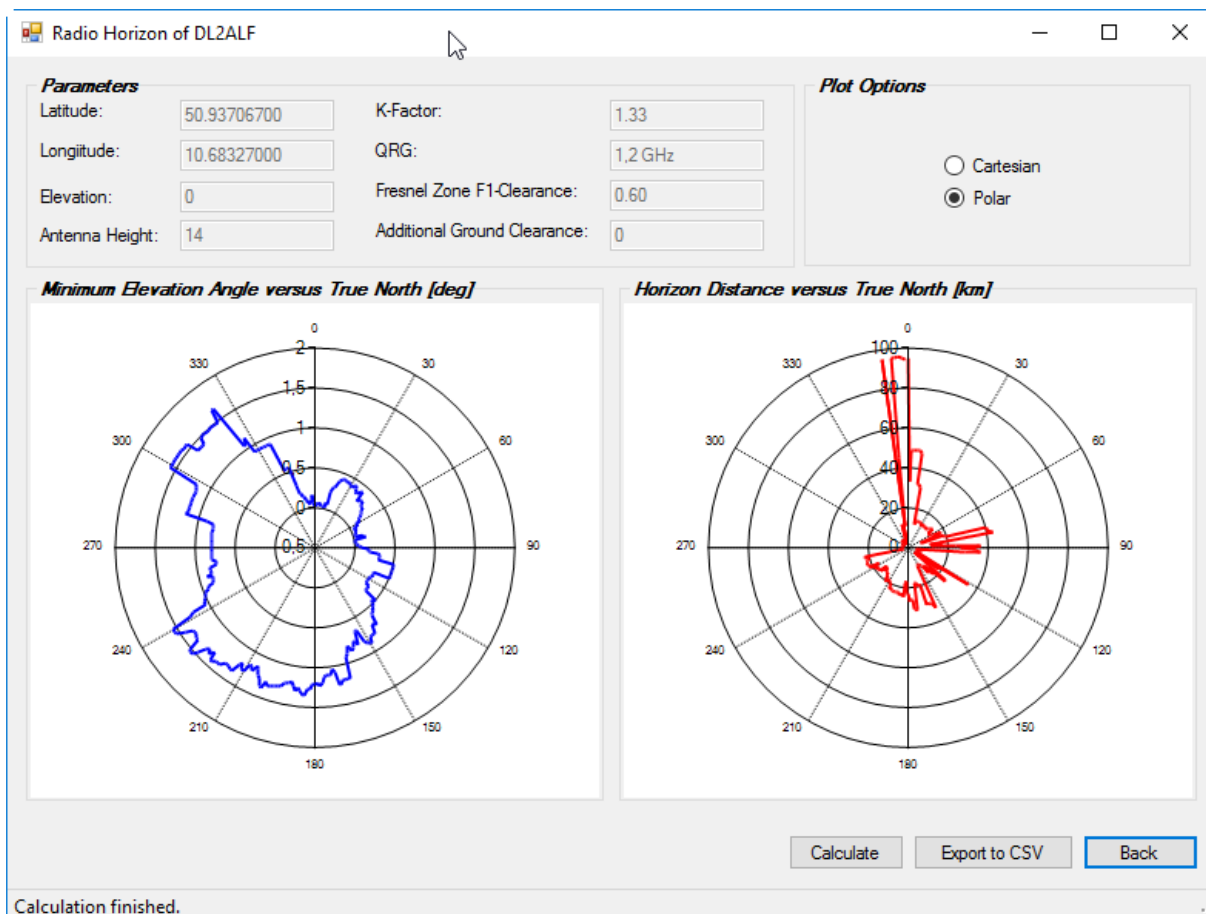 Radio Horizon of DL2ALF
Parameters
Latitude: 50.93706700 K-Factor: 1.33
Longiitude: 10.68327000 QRG: 1,2 GHz
Elevation: 0 Fresnel Zone F1-Clearance: 0.60
Antenna Height: 14 Additional Ground Clearance: 0
Plot Options
Cartesian
Polar
Minimum Elevation Angle versus True North [deg]
0
330 2 30
1,5
300 1 60
0,5
0
270 0,5 90
240 120
210 150
180
Horizon Distance versus True North [km]
0
330 100 30
80
300 60 60
40
20
270 0 90
240 120
210 150
180
Calculate Export to CSV Back
Calculation finished.